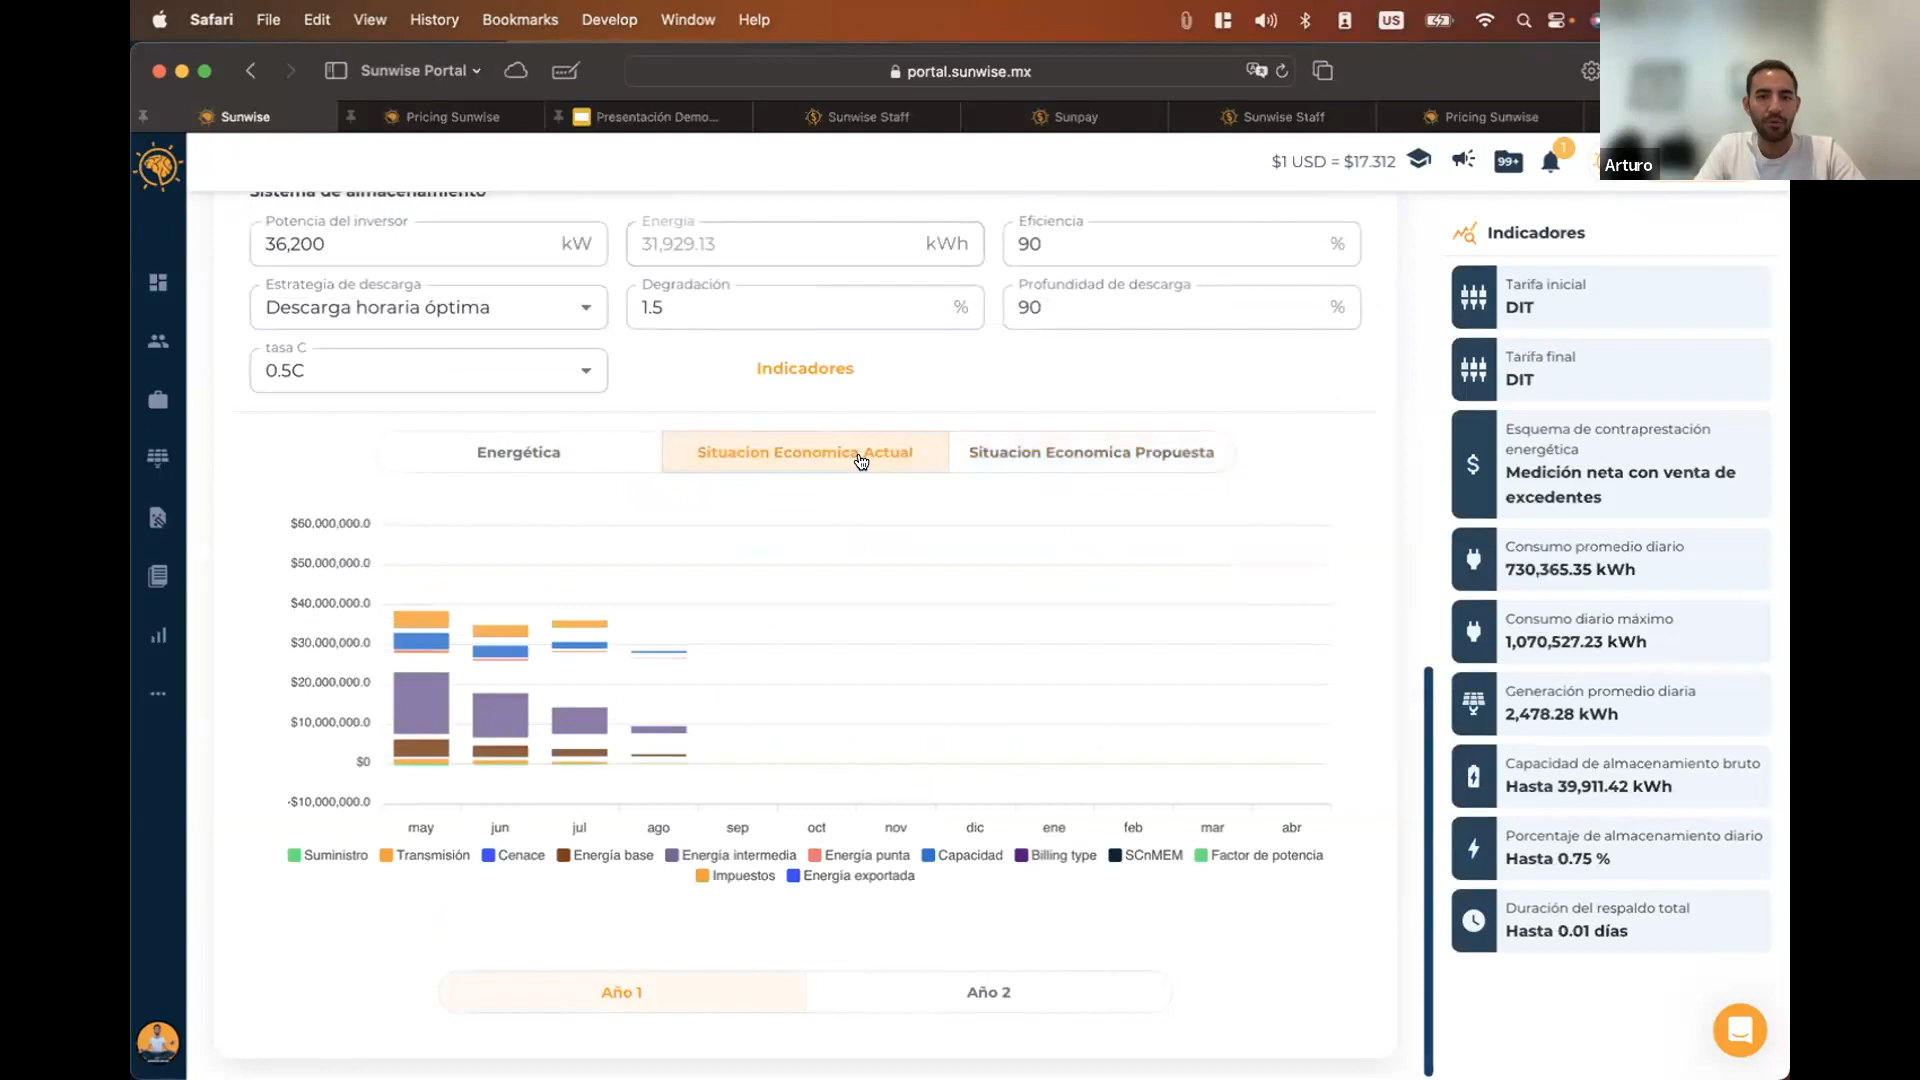 Safari File Edit View History Bookmarks Develop Window Help
US
Sunwise Portal
portal.sunwise.mx
Sunwise
Pricing Sunwise
Presentación Demo...
Sunwise Staff
Sunpay
Sunwise Staff
Pricing Sunwise
Arturo
$1 USD = $17.312
99+
1
Sistema de almacenamiento
Potencia del inversor
36,200 kW
Energía
31,929.13 kWh
Eficiencia
90 %
Estrategia de descarga
Descarga horaria óptima
Degradación
1.5 %
Profundidad de descarga
90 %
tasa C
0.5C
Indicadores
Energética
Situacion Economica Actual
Situacion Economica Propuesta
$60,000,000.0
$50,000,000.0
$40,000,000.0
$30,000,000.0
$20,000,000.0
$10,000,000.0
$0
-$10,000,000.0
may jun jul ago sep oct nov dic ene feb mar abr
Suministro Transmisión Cenace Energía base Energia intermedia Energía punta Capacidad Billing type SCnMEM Factor de potencia
Impuestos Energía exportada
Año 1
Año 2
Indicadores
Tarifa inicial
DIT
Tarifa final
DIT
Esquema de contraprestación
energética
Medición neta con venta de
excedentes
Consumo promedio diario
730,365.35 kWh
Consumo diario máximo
1,070,527.23 kWh
Generación promedio diaria
2,478.28 kWh
Capacidad de almacenamiento bruto
Hasta 39,911.42 kWh
Porcentaje de almacenamiento diario
Hasta 0.75 %
Duración del respaldo total
Hasta 0.01 días